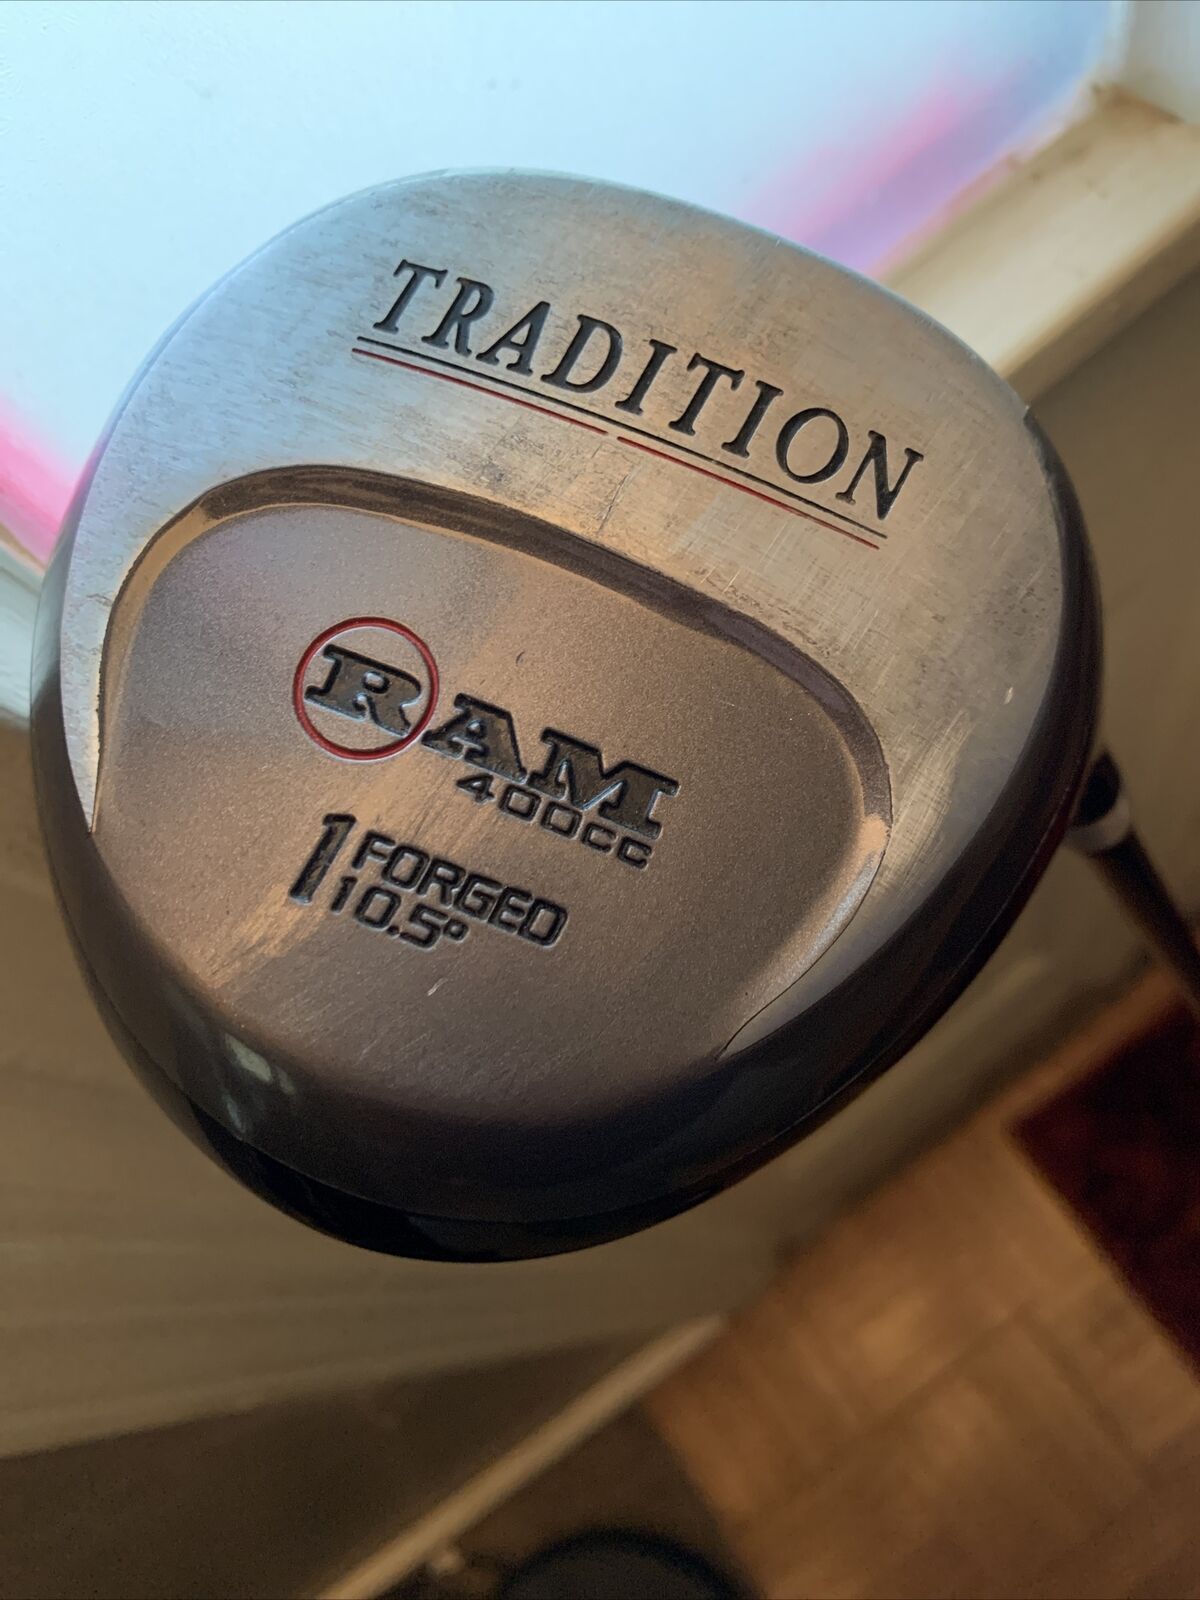 TRADITION
RAM
400cc
1 FORGED
10.5°